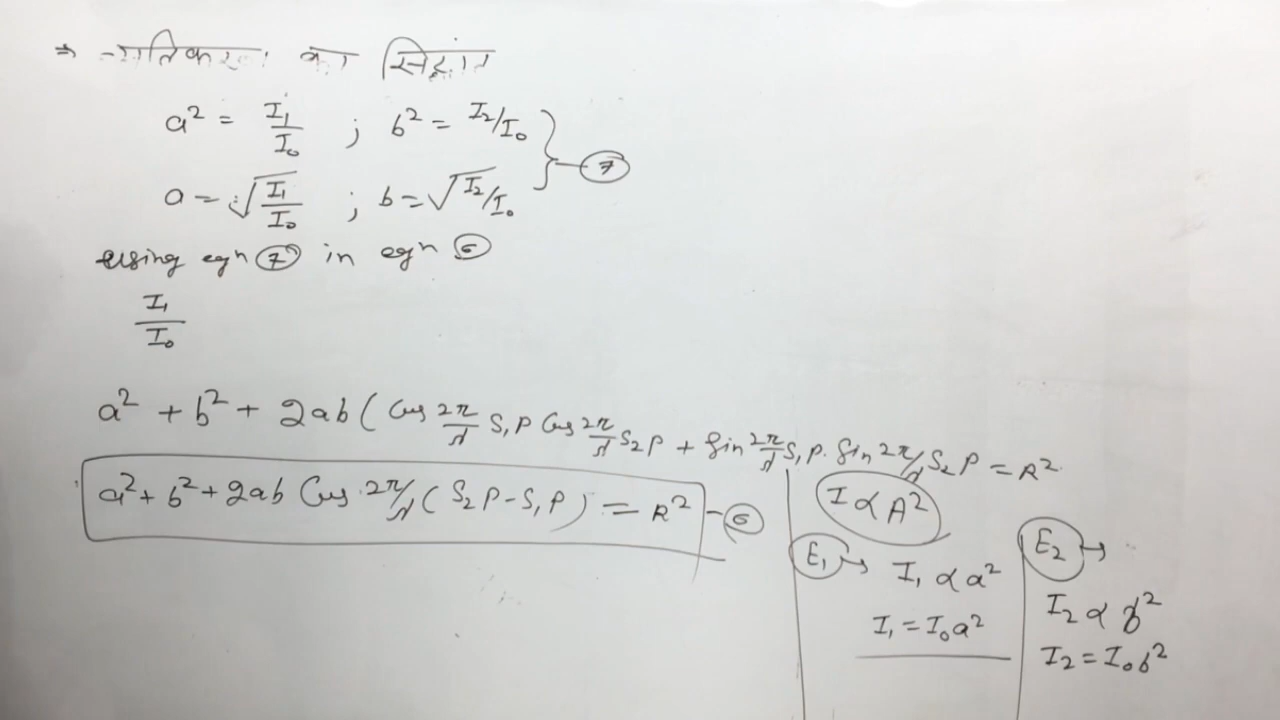 ⇒ व्यतिकरण का सिद्धांत
a² = I₁/I₀ ; b² = I₂/I₀ } — ⑦
a = √(I₁/I₀) ; b = √(I₂/I₀)
using eqn ⑦ in eqn ⑥
I₁/I₀
a² + b² + 2ab ( Cos 2π/λ S₁P Cos 2π/λ S₂P + Sin 2π/λ S₁P . Sin 2π/λ S₂P = R²
a² + b² + 2ab Cos 2π/λ ( S₂P - S₁P ) = R² — ⑥
I ∝ A²
E₁ → I₁ ∝ a²
I₁ = I₀a²
E₂ →
I₂ ∝ b²
I₂ = I₀b²